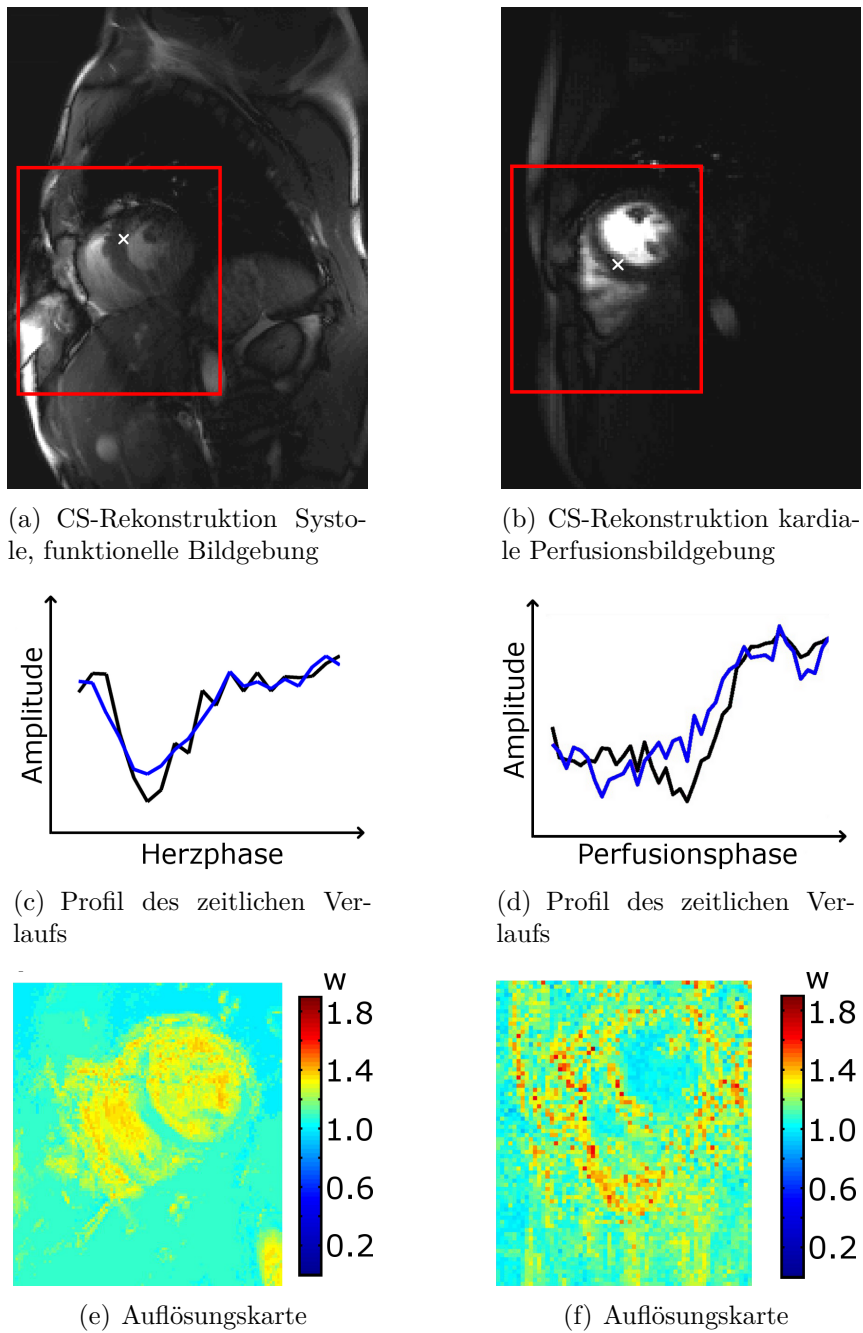 (a) CS-Rekonstruktion Systo-
le, funktionelle Bildgebung
(b) CS-Rekonstruktion kardia-
le Perfusionsbildgebung
Amplitude
Herzphase
Amplitude
Perfusionsphase
(c) Profil des zeitlichen Ver-
laufs
(d) Profil des zeitlichen Ver-
laufs
w
1.8
1.4
1.0
0.6
0.2
w
1.8
1.4
1.0
0.6
0.2
(e) Auflösungskarte
(f) Auflösungskarte